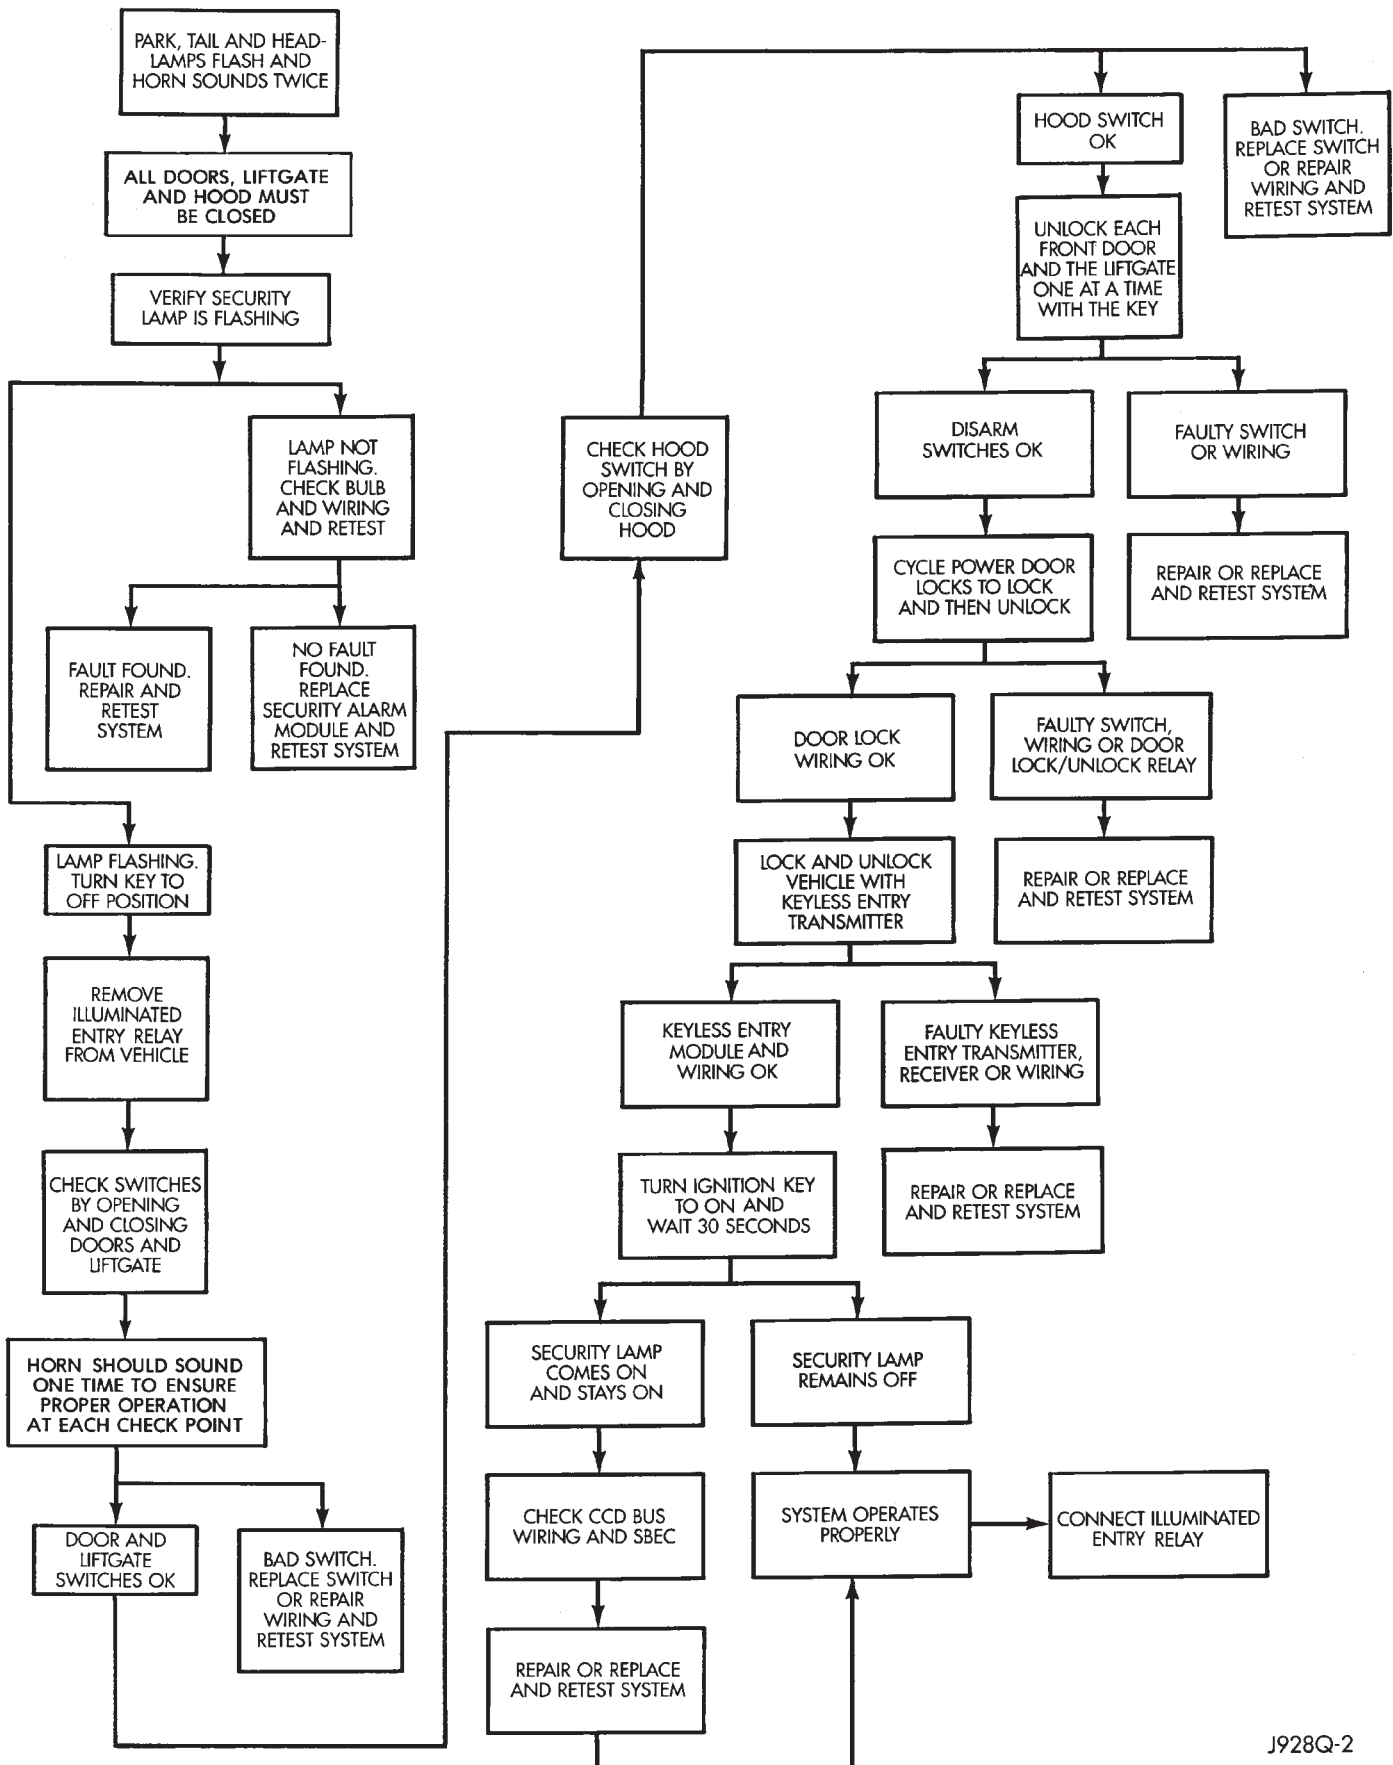 PARK, TAIL AND HEAD-
LAMPS FLASH AND
HORN SOUNDS TWICE
ALL DOORS, LIFTGATE
AND HOOD MUST
BE CLOSED
VERIFY SECURITY
LAMP IS FLASHING
LAMP NOT
FLASHING.
CHECK BULB
AND WIRING
AND RETEST
FAULT FOUND.
REPAIR AND
RETEST
SYSTEM
NO FAULT
FOUND.
REPLACE
SECURITY ALARM
MODULE AND
RETEST SYSTEM
LAMP FLASHING.
TURN KEY TO
OFF POSITION
REMOVE
ILLUMINATED
ENTRY RELAY
FROM VEHICLE
CHECK SWITCHES
BY OPENING
AND CLOSING
DOORS AND
LIFTGATE
HORN SHOULD SOUND
ONE TIME TO ENSURE
PROPER OPERATION
AT EACH CHECK POINT
DOOR AND
LIFTGATE
SWITCHES OK
BAD SWITCH.
REPLACE SWITCH
OR REPAIR
WIRING AND
RETEST SYSTEM
CHECK HOOD
SWITCH BY
OPENING AND
CLOSING
HOOD
HOOD SWITCH
OK
BAD SWITCH.
REPLACE SWITCH
OR REPAIR
WIRING AND
RETEST SYSTEM
UNLOCK EACH
FRONT DOOR
AND THE LIFTGATE
ONE AT A TIME
WITH THE KEY
DISARM
SWITCHES OK
FAULTY SWITCH
OR WIRING
CYCLE POWER DOOR
LOCKS TO LOCK
AND THEN UNLOCK
REPAIR OR REPLACE
AND RETEST SYSTEM
DOOR LOCK
WIRING OK
FAULTY SWITCH,
WIRING OR DOOR
LOCK/UNLOCK RELAY
LOCK AND UNLOCK
VEHICLE WITH
KEYLESS ENTRY
TRANSMITTER
REPAIR OR REPLACE
AND RETEST SYSTEM
KEYLESS ENTRY
MODULE AND
WIRING OK
FAULTY KEYLESS
ENTRY TRANSMITTER,
RECEIVER OR WIRING
TURN IGNITION KEY
TO ON AND
WAIT 30 SECONDS
REPAIR OR REPLACE
AND RETEST SYSTEM
SECURITY LAMP
COMES ON
AND STAYS ON
SECURITY LAMP
REMAINS OFF
CHECK CCD BUS
WIRING AND SBEC
SYSTEM OPERATES
PROPERLY
CONNECT ILLUMINATED
ENTRY RELAY
REPAIR OR REPLACE
AND RETEST SYSTEM
J928Q-2